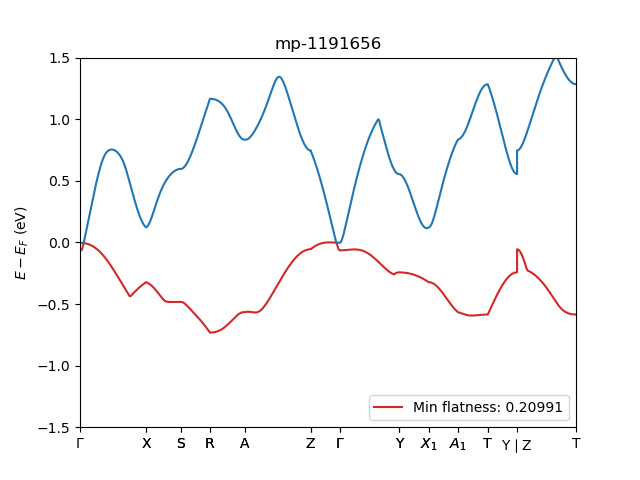 mp-1191656
E − E_F (eV)
1.5
1.0
0.5
0.0
−0.5
−1.0
−1.5
Min flatness: 0.20991
Γ X S R A Z Γ Y X₁ A₁ T Y | Z T